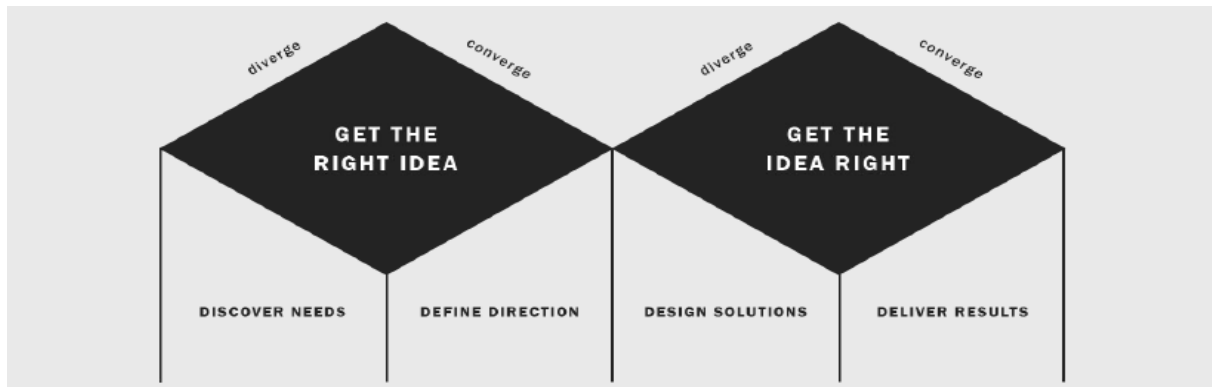 diverge
converge
diverge
converge
GET THE
RIGHT IDEA
GET THE
IDEA RIGHT
DISCOVER NEEDS
DEFINE DIRECTION
DESIGN SOLUTIONS
DELIVER RESULTS